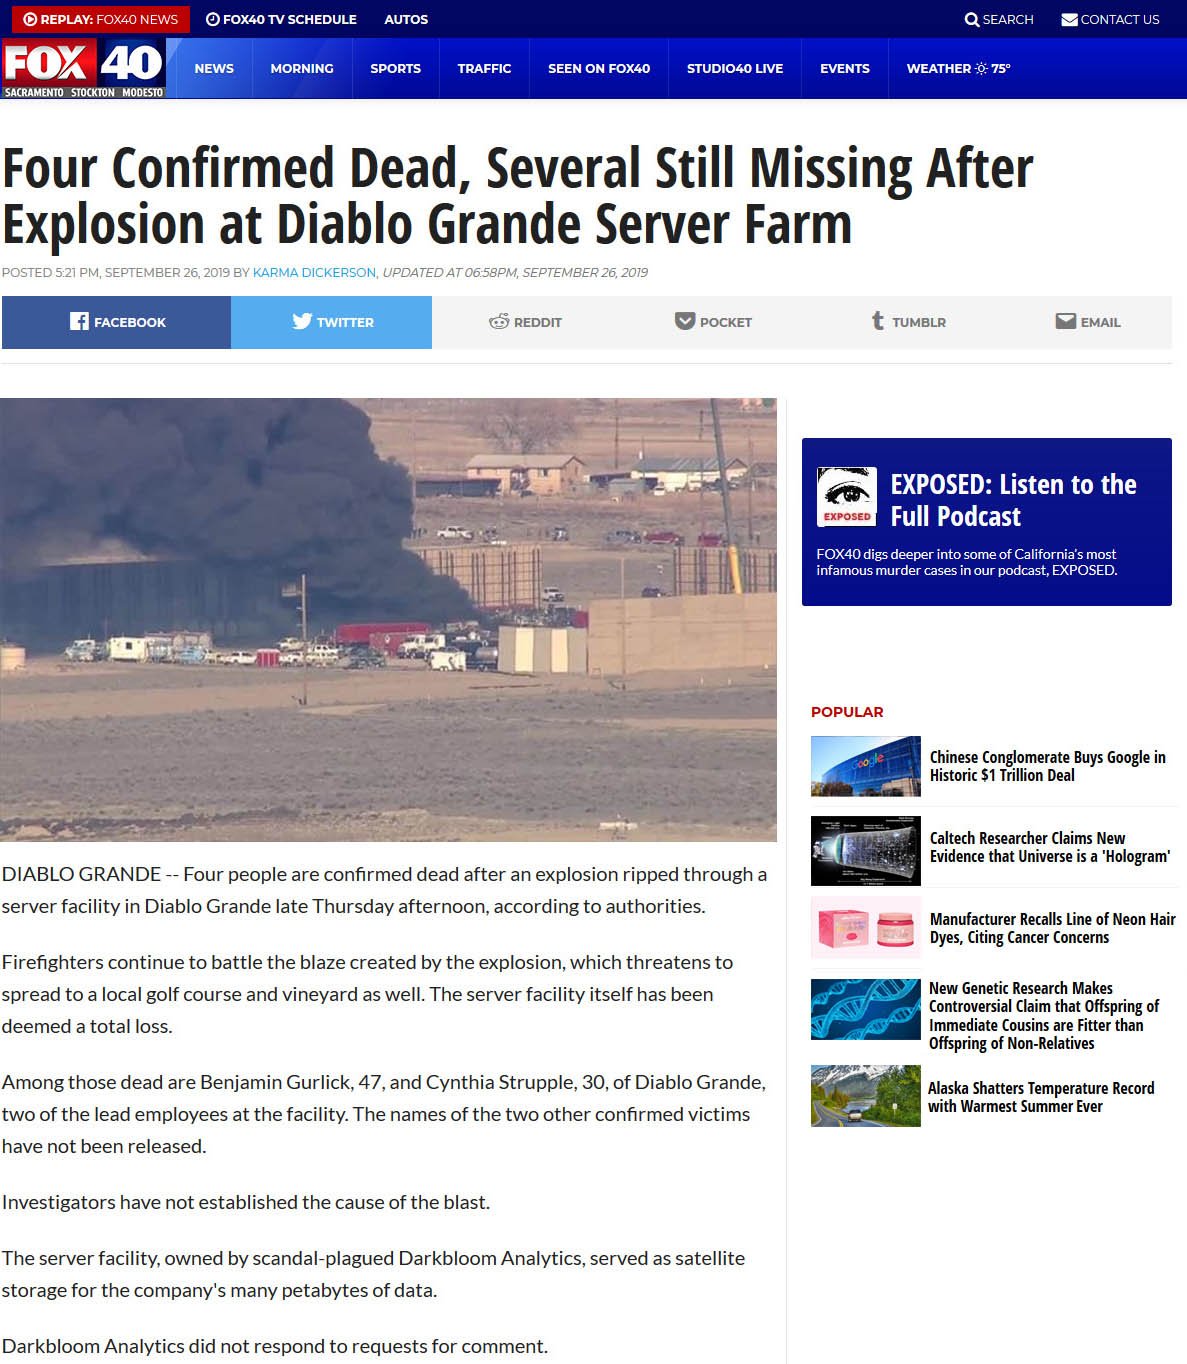 REPLAY: FOX40 NEWS
FOX40 TV SCHEDULE
AUTOS
SEARCH
CONTACT US
FOX 40
SACRAMENTO STOCKTON MODESTO
NEWS
MORNING
SPORTS
TRAFFIC
SEEN ON FOX40
STUDIO40 LIVE
EVENTS
WEATHER 75°
Four Confirmed Dead, Several Still Missing After
Explosion at Diablo Grande Server Farm
POSTED 5:21 PM, SEPTEMBER 26, 2019 BY KARMA DICKERSON, UPDATED AT 06:58PM, SEPTEMBER 26, 2019
FACEBOOK
TWITTER
REDDIT
POCKET
TUMBLR
EMAIL
DIABLO GRANDE -- Four people are confirmed dead after an explosion ripped through a
server facility in Diablo Grande late Thursday afternoon, according to authorities.
Firefighters continue to battle the blaze created by the explosion, which threatens to
spread to a local golf course and vineyard as well. The server facility itself has been
deemed a total loss.
Among those dead are Benjamin Gurlick, 47, and Cynthia Strupple, 30, of Diablo Grande,
two of the lead employees at the facility. The names of the two other confirmed victims
have not been released.
Investigators have not established the cause of the blast.
The server facility, owned by scandal-plagued Darkbloom Analytics, served as satellite
storage for the company's many petabytes of data.
Darkbloom Analytics did not respond to requests for comment.
EXPOSED
EXPOSED: Listen to the
Full Podcast
FOX40 digs deeper into some of California's most
infamous murder cases in our podcast, EXPOSED.
POPULAR
Google
Chinese Conglomerate Buys Google in
Historic $1 Trillion Deal
Caltech Researcher Claims New
Evidence that Universe is a 'Hologram'
Manufacturer Recalls Line of Neon Hair
Dyes, Citing Cancer Concerns
New Genetic Research Makes
Controversial Claim that Offspring of
Immediate Cousins are Fitter than
Offspring of Non-Relatives
Alaska Shatters Temperature Record
with Warmest Summer Ever